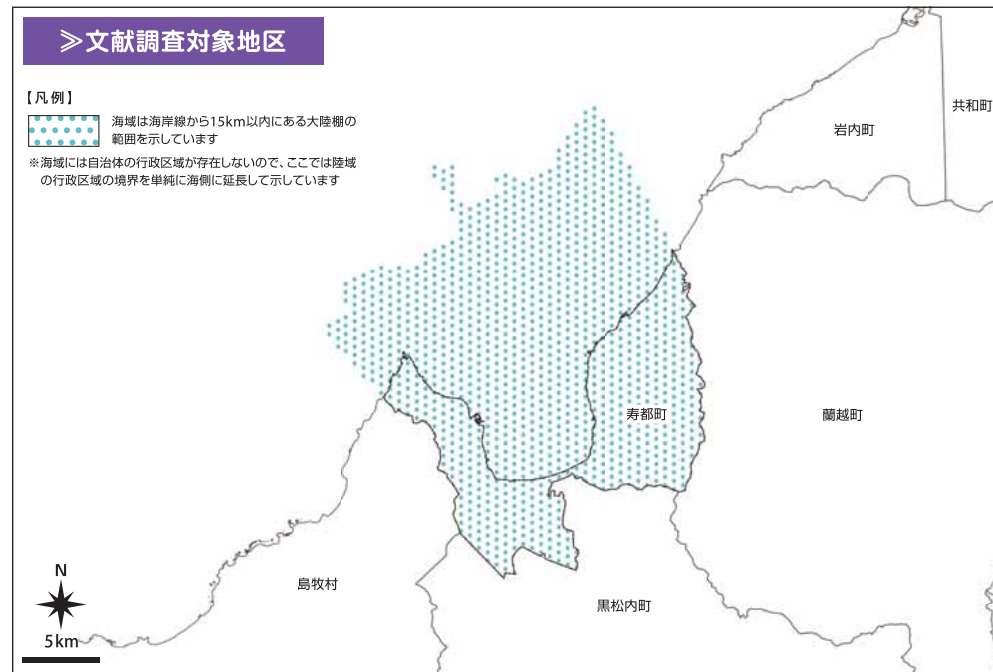 ≫文献調査対象地区
【凡例】
海域は海岸線から15km以内にある大陸棚の
範囲を示しています
※海域には自治体の行政区域が存在しないので、ここでは陸域
の行政区域の境界を単純に海側に延長して示しています
共和町
岩内町
寿都町
蘭越町
島牧村
黒松内町
N
5km